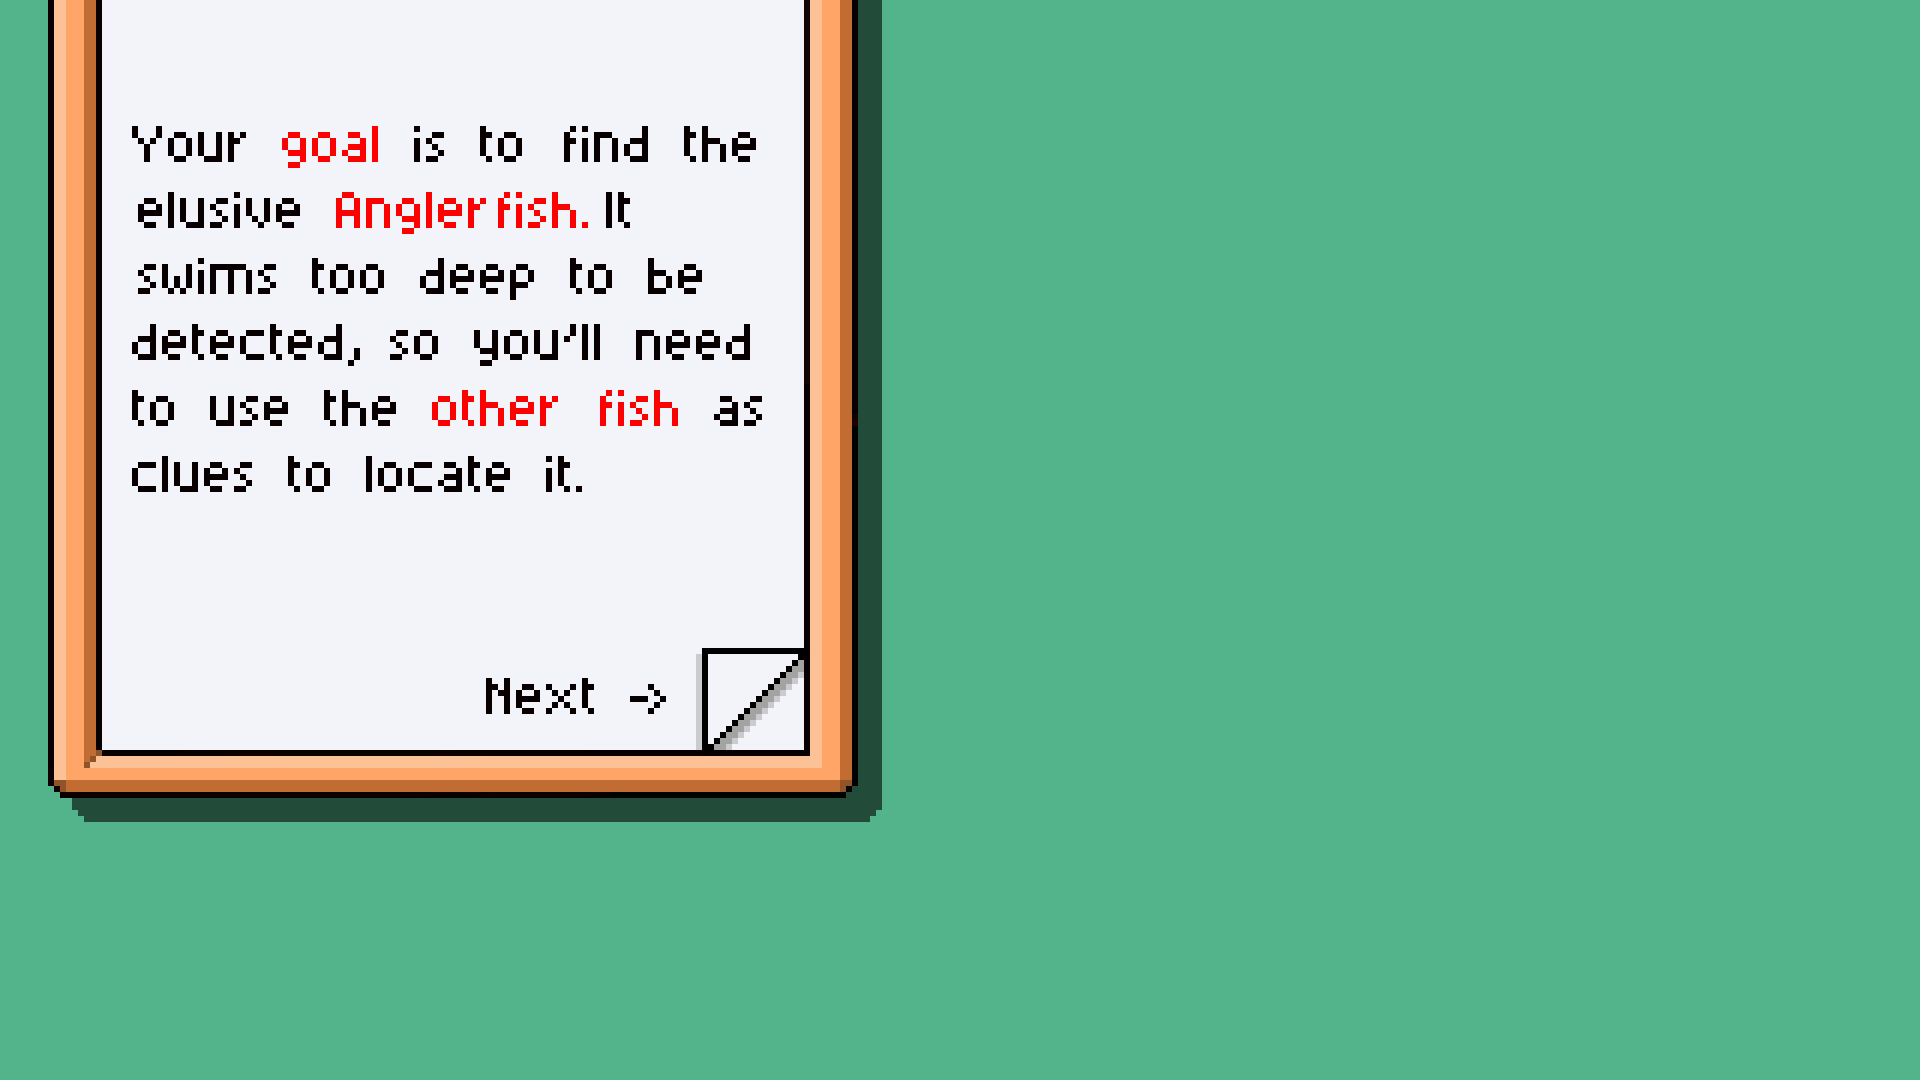 Your goal is to find the
elusive Angler fish. It
swims too deep to be
detected, so you'll need
to use the other fish as
clues to locate it.
Next ->